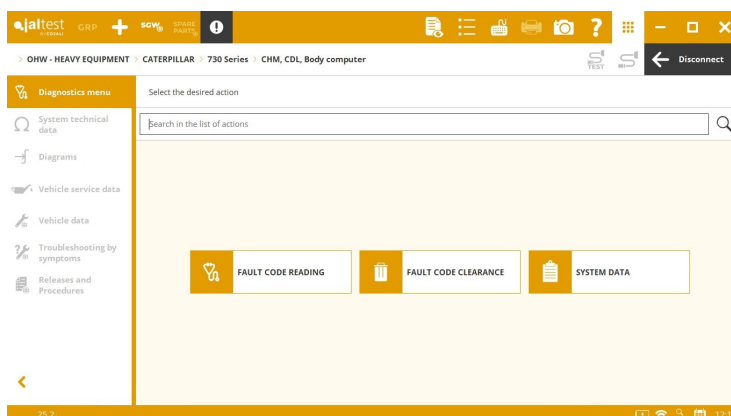 jaltest GRP SGW SPARE PARTS
OHW - HEAVY EQUIPMENT > CATERPILLAR > 730 Series > CHM, CDL, Body computer
TEST
Disconnect
Diagnostics menu
Select the desired action
System technical
data
Search in the list of actions
Diagrams
Vehicle service data
Vehicle data
Troubleshooting by
symptoms
Releases and
Procedures
FAULT CODE READING
FAULT CODE CLEARANCE
SYSTEM DATA
25.2